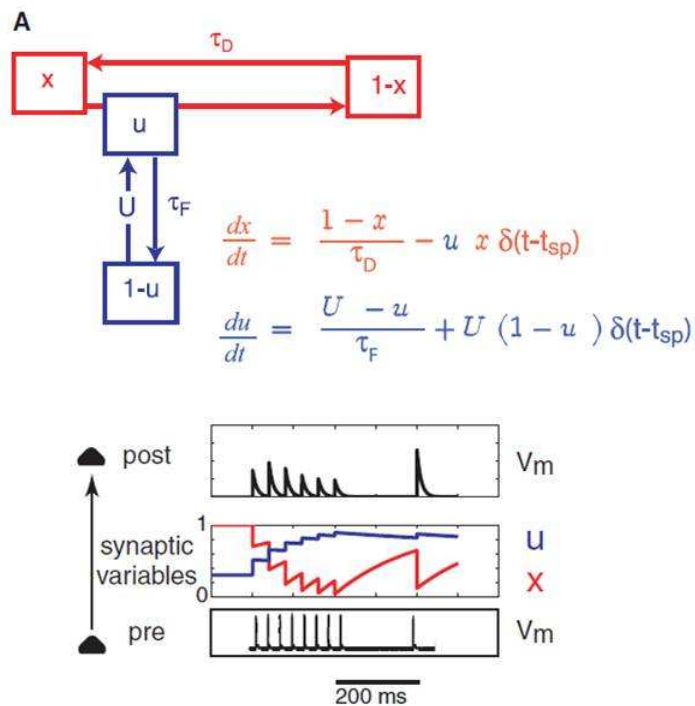 A
τD
x
1-x
u
U
τF
1-u
dx/dt = 1 - x/τD - u x δ(t-tsp)
du/dt = U - u/τF + U (1 - u) δ(t-tsp)
post
Vm
1
synaptic
variables
0
u
x
pre
Vm
200 ms